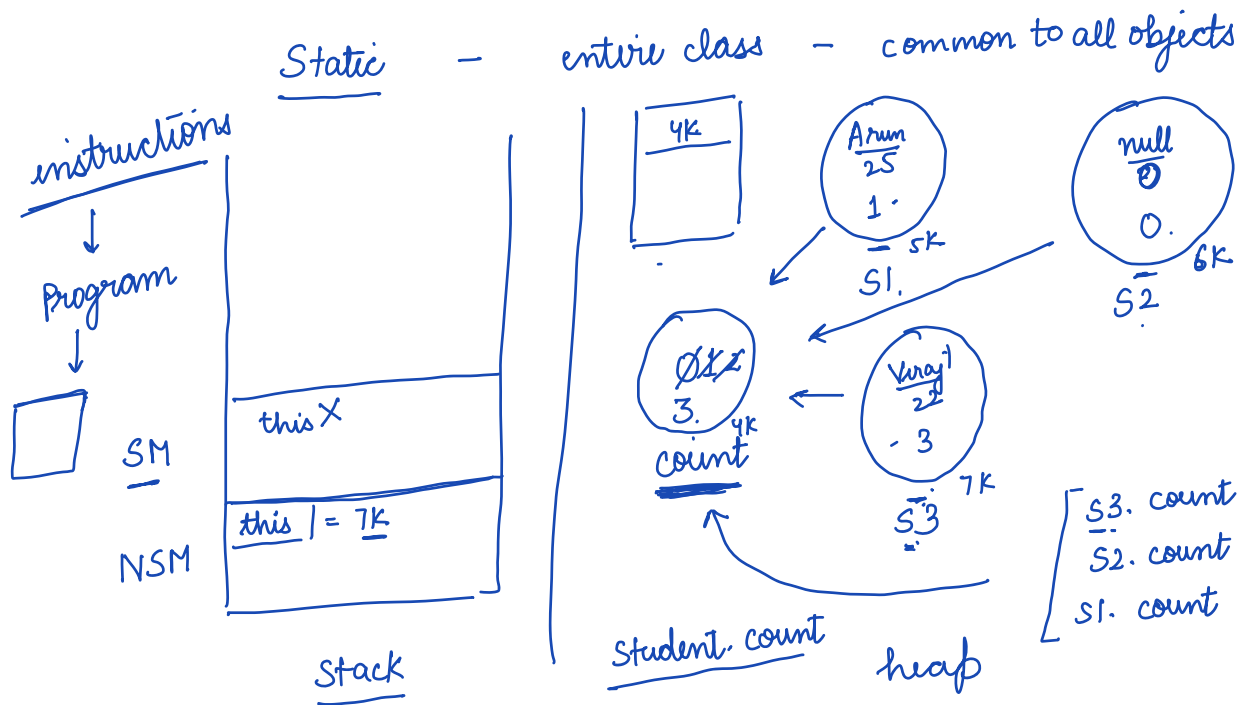 Static - entire class - common to all objects
instructions
Program
4K
Arun
25
1.
5K
S1.
null
0
0.
6K
S2
this X
SM
this = 7K
NSM
Stack
012
3.
4K
count
Viraj
22
3
7K
S3
S3. count
S2. count
S1. count
Student. count
heap